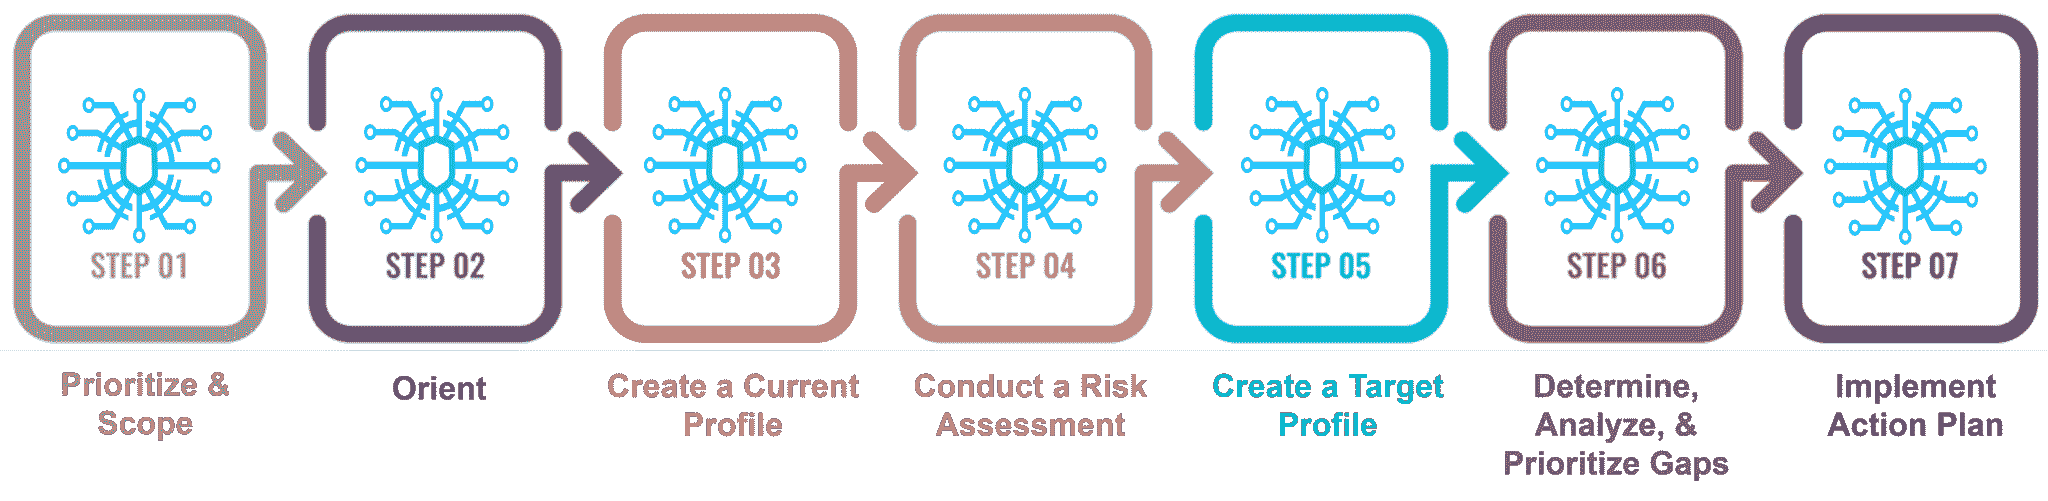 STEP 01
STEP 02
STEP 03
STEP 04
STEP 05
STEP 06
STEP 07
Prioritize &
Scope
Orient
Create a Current
Profile
Conduct a Risk
Assessment
Create a Target
Profile
Determine,
Analyze, &
Prioritize Gaps
Implement
Action Plan